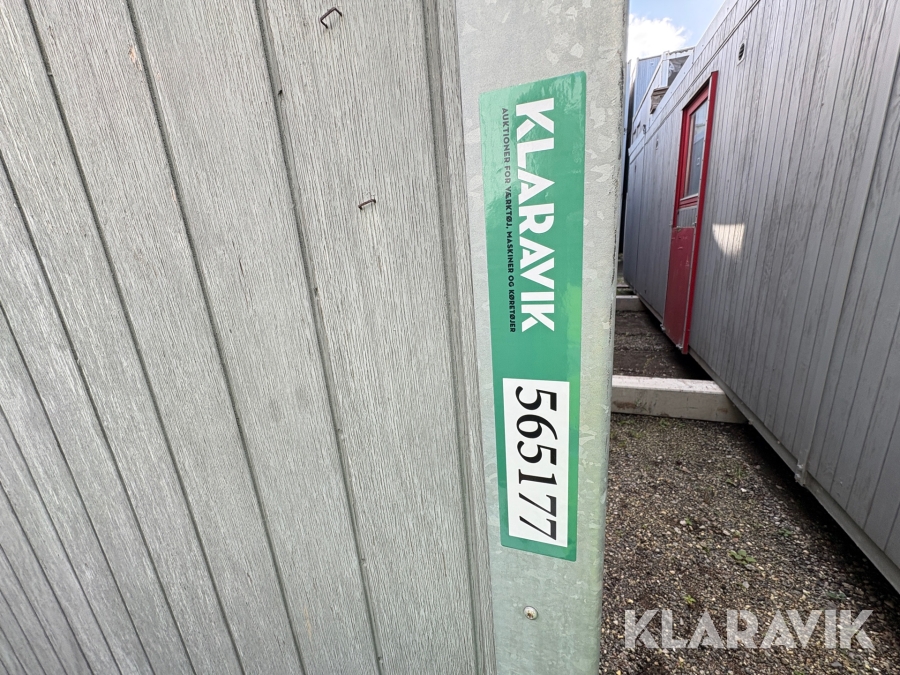 KLARAVIK
AUKTIONER FOR VÆRKTØJ, MASKINER OG KØRETØJER
565177
KLARAVIK